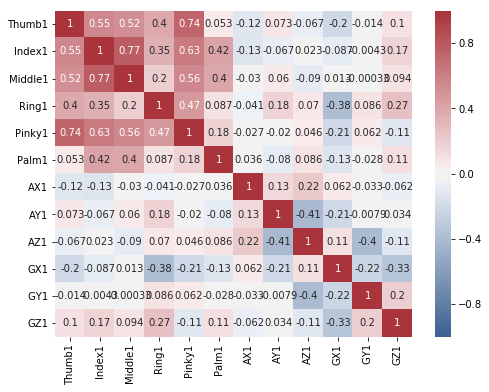 Thumb1 1 0.55 0.52 0.4 0.74 0.053 -0.12 0.073 -0.067 -0.2 -0.014 0.1
Index1 0.55 1 0.77 0.35 0.63 0.42 -0.13 -0.067 0.023 -0.087 -0.0043 0.17
Middle1 0.52 0.77 1 0.2 0.56 0.4 -0.03 0.06 -0.09 0.013 -0.00033 0.094
Ring1 0.4 0.35 0.2 1 0.47 0.087 -0.041 0.18 0.07 -0.38 0.086 0.27
Pinky1 0.74 0.63 0.56 0.47 1 0.18 -0.027 -0.02 0.046 -0.21 0.062 -0.11
Palm1 0.053 0.42 0.4 0.087 0.18 1 0.036 -0.08 0.086 -0.13 -0.028 0.11
AX1 -0.12 -0.13 -0.03 -0.041 -0.027 0.036 1 0.13 0.22 0.062 -0.033 -0.062
AY1 0.073 -0.067 0.06 0.18 -0.02 -0.08 0.13 1 -0.41 -0.21 -0.0079 0.034
AZ1 -0.067 0.023 -0.09 0.07 0.046 0.086 0.22 -0.41 1 0.11 -0.4 -0.11
GX1 -0.2 -0.087 0.013 -0.38 -0.21 -0.13 0.062 -0.21 0.11 1 -0.22 -0.33
GY1 -0.014 -0.0043 -0.00033 0.086 0.062 -0.028 -0.033 -0.0079 -0.4 -0.22 1 0.2
GZ1 0.1 0.17 0.094 0.27 -0.11 0.11 -0.062 0.034 -0.11 -0.33 0.2 1
Thumb1 Index1 Middle1 Ring1 Pinky1 Palm1 AX1 AY1 AZ1 GX1 GY1 GZ1
0.8
0.4
0.0
−0.4
−0.8